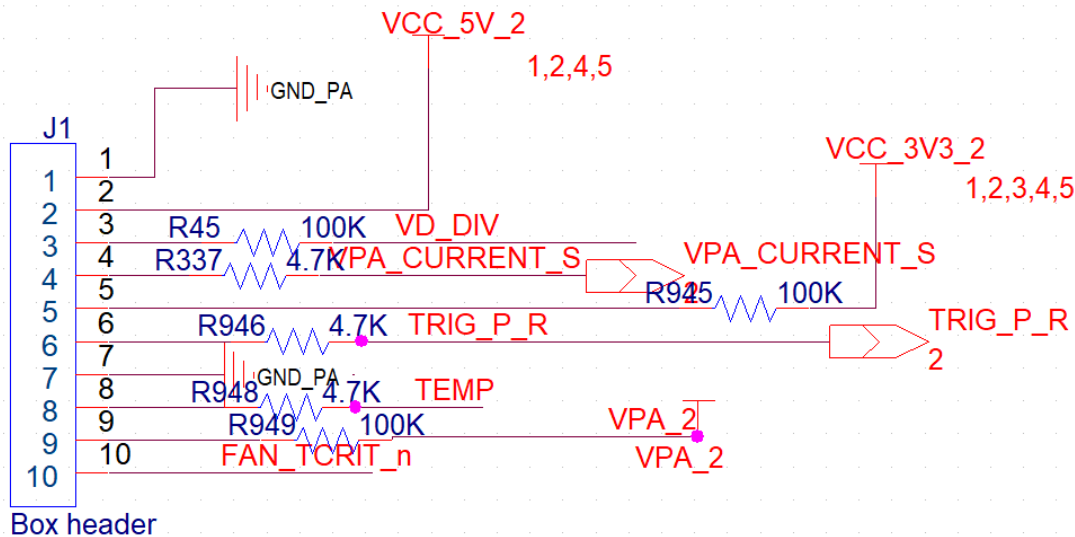 VCC_5V_2
1,2,4,5
GND_PA
J1
VCC_3V3_2
1,2,3,4,5
1 1
2 2
3 3 R45 100K VD_DIV
4 4 R337 4.7K VPA_CURRENT_S VPA_CURRENT_S
2
5 5 R945 100K
6 6 R946 4.7K TRIG_P_R TRIG_P_R
2
7 7 GND_PA
8 8 R948 4.7K TEMP
9 9 R949 100K VPA_2
VPA_2
10 10 FAN_TCRIT_n
Box header